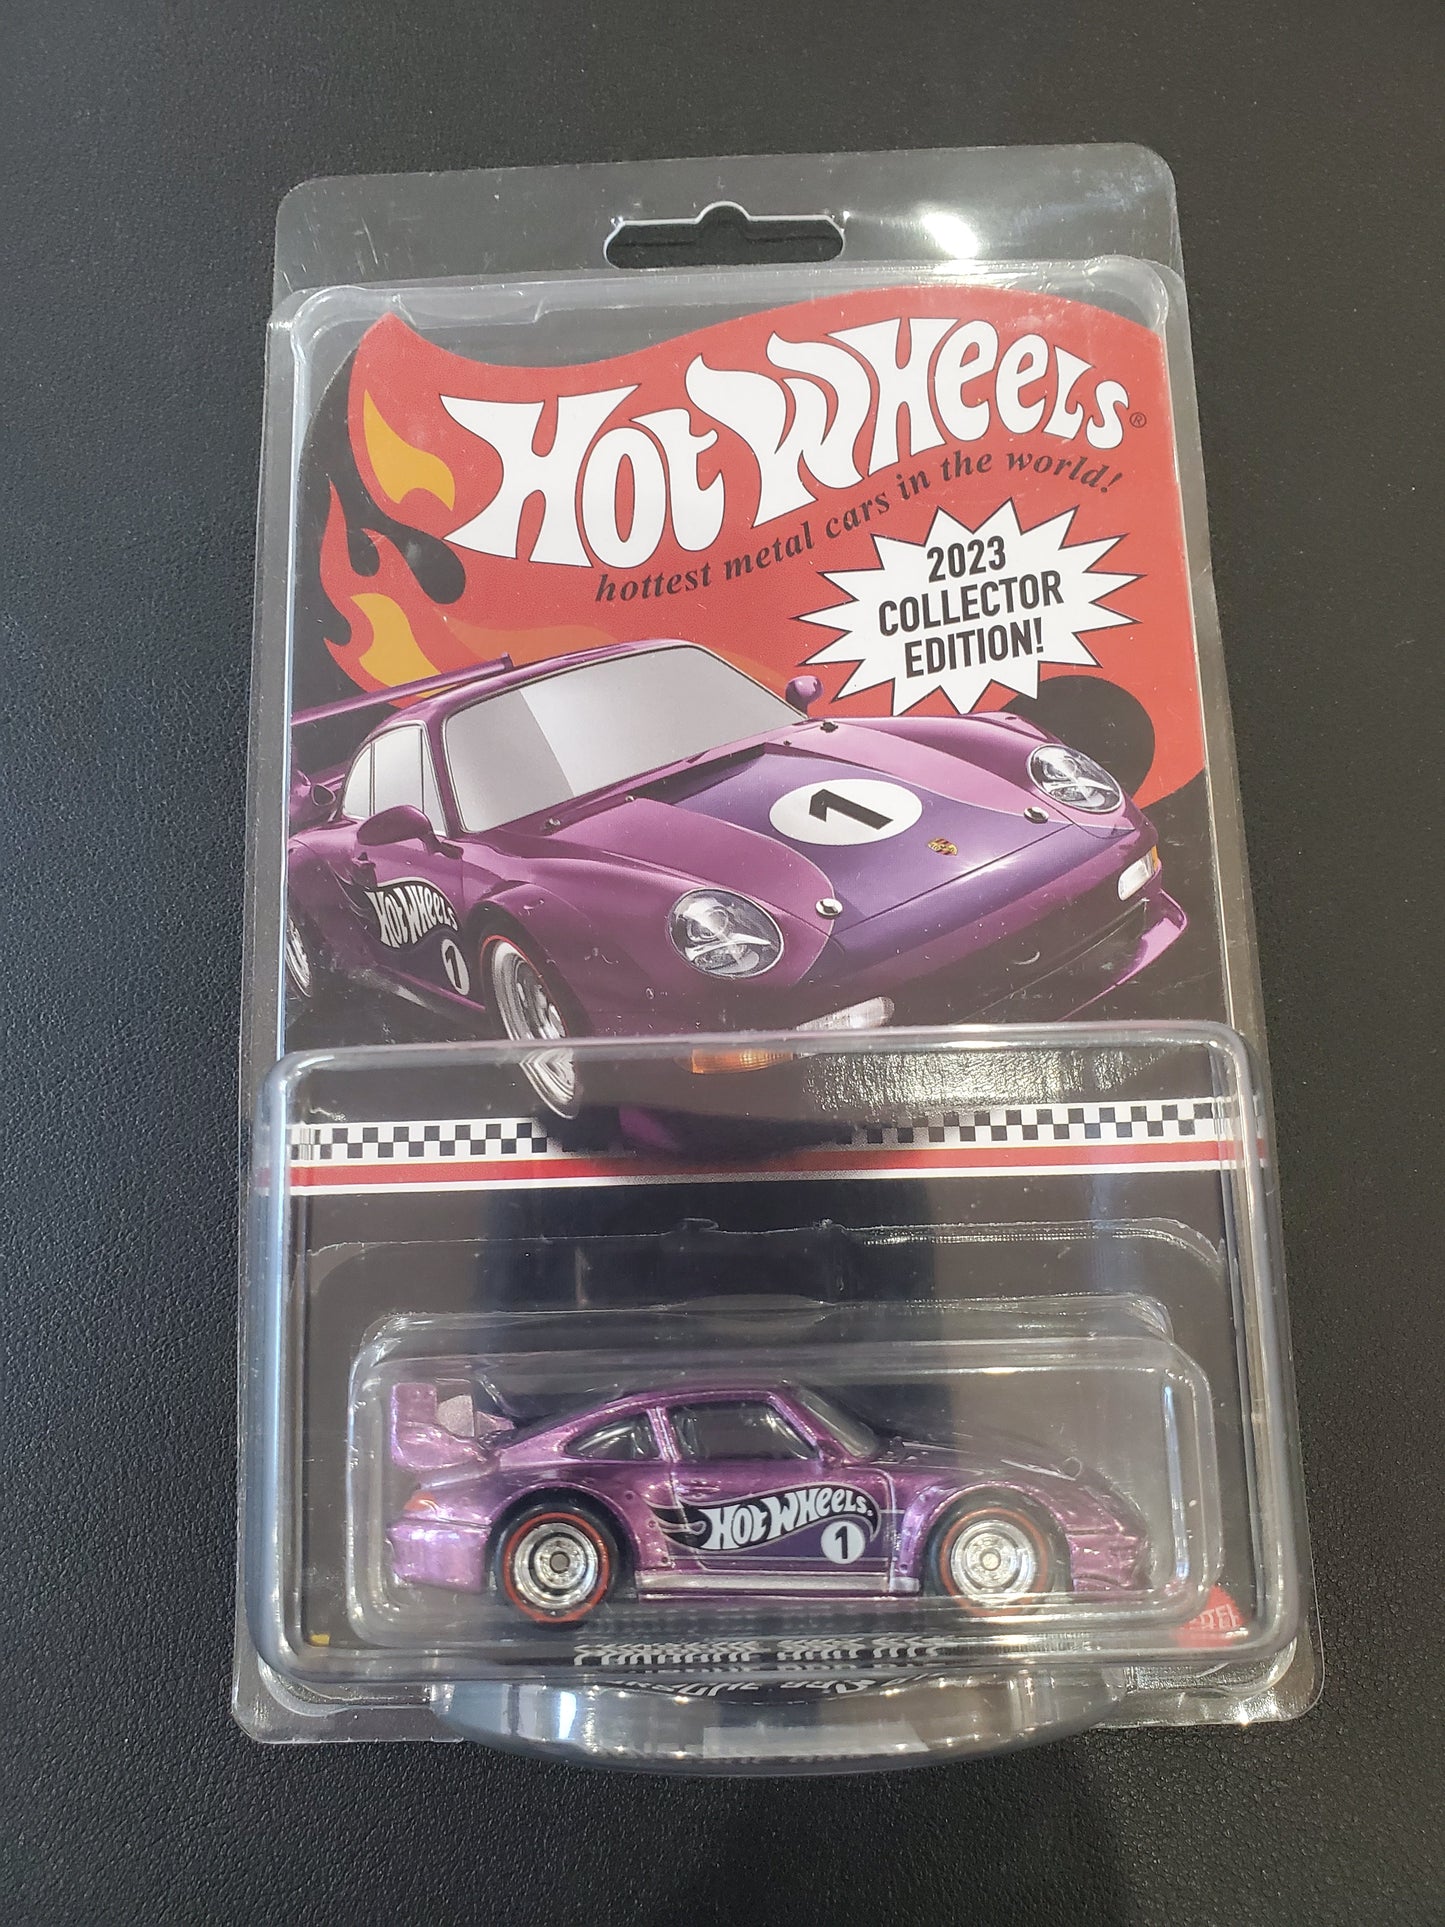 HOT WHEELS®
hottest metal cars in the world!
2023
COLLECTOR
EDITION!
1
HOT WHEELS
1
HOT WHEELS
1